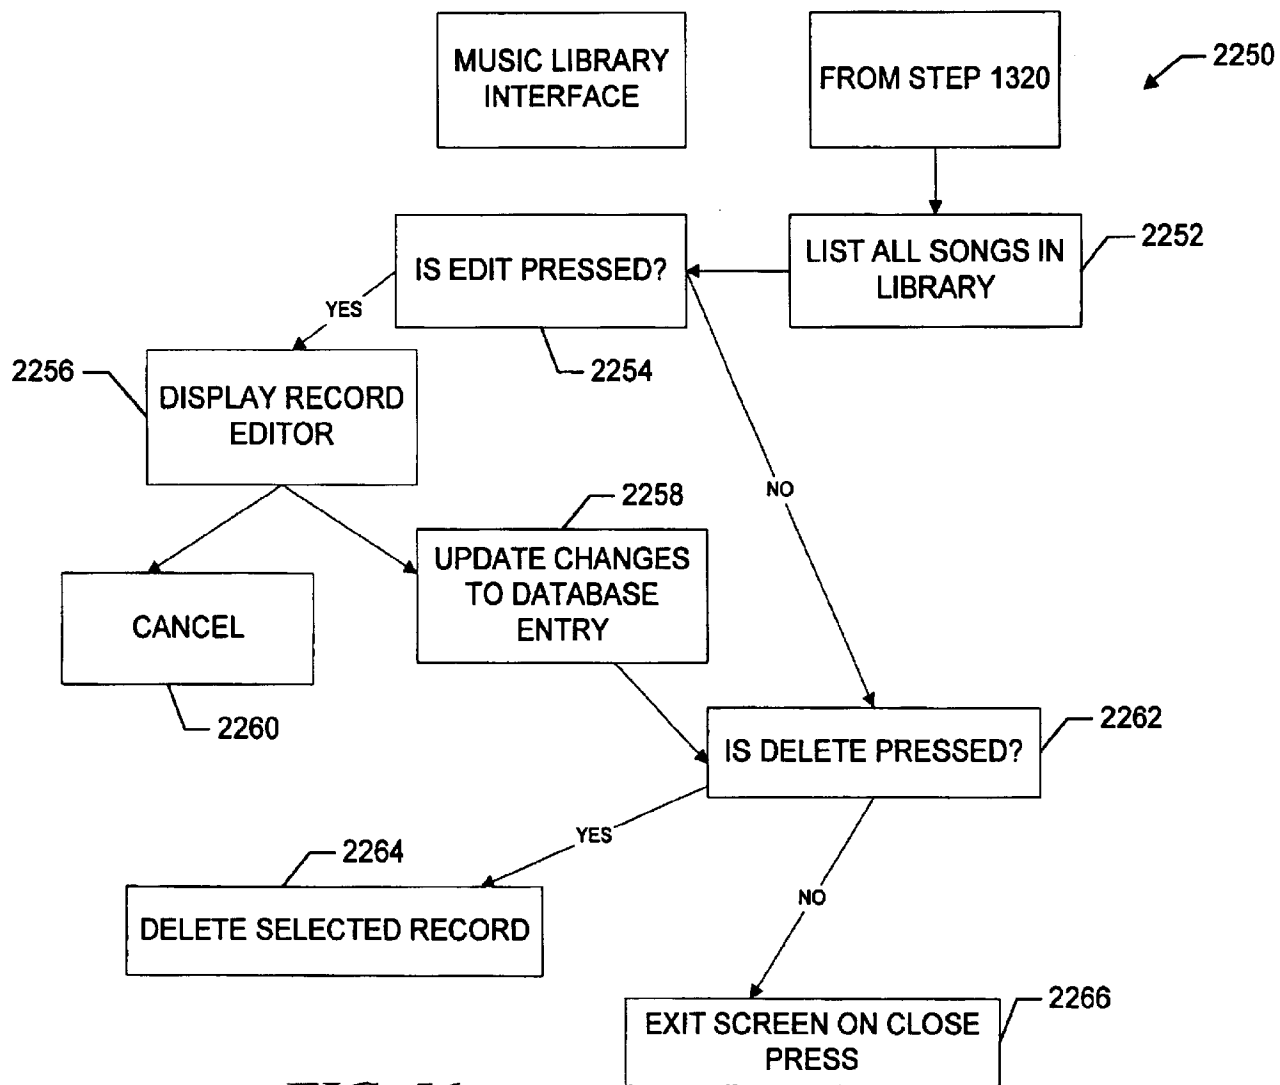 MUSIC LIBRARY
INTERFACE
FROM STEP 1320
2250
IS EDIT PRESSED?
LIST ALL SONGS IN
LIBRARY
2252
YES
2254
2256
DISPLAY RECORD
EDITOR
NO
2258
UPDATE CHANGES
TO DATABASE
ENTRY
CANCEL
2260
2262
IS DELETE PRESSED?
YES
2264
NO
DELETE SELECTED RECORD
2266
EXIT SCREEN ON CLOSE
PRESS